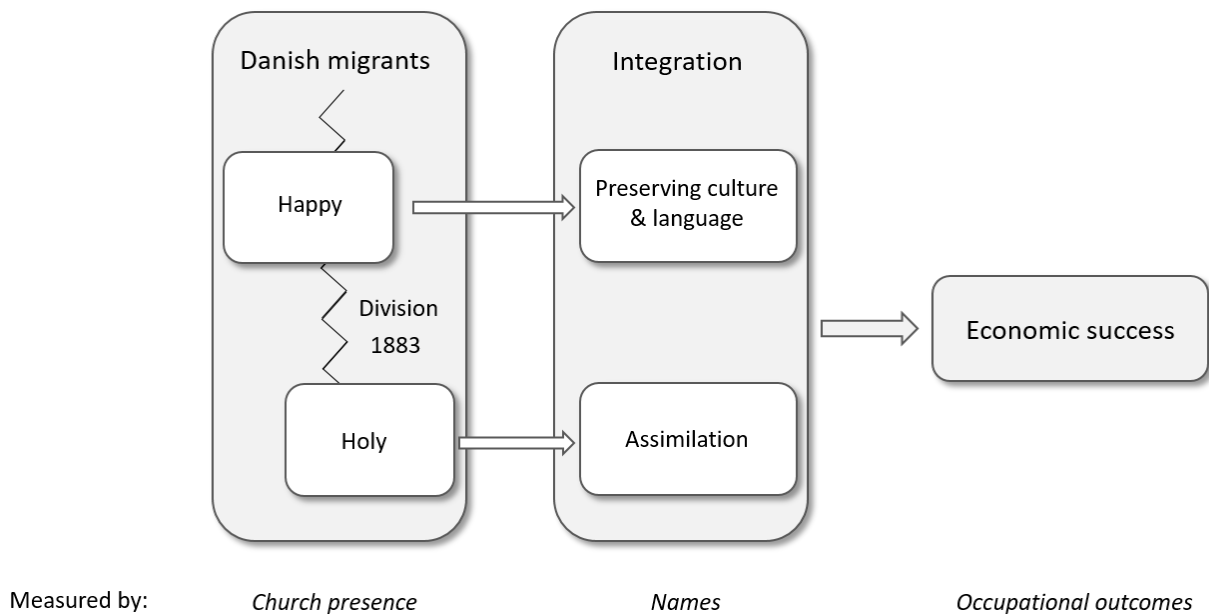 Danish migrants
Integration
Happy
Preserving culture
& language
Division
1883
Economic success
Holy
Assimilation
Measured by:
Church presence
Names
Occupational outcomes